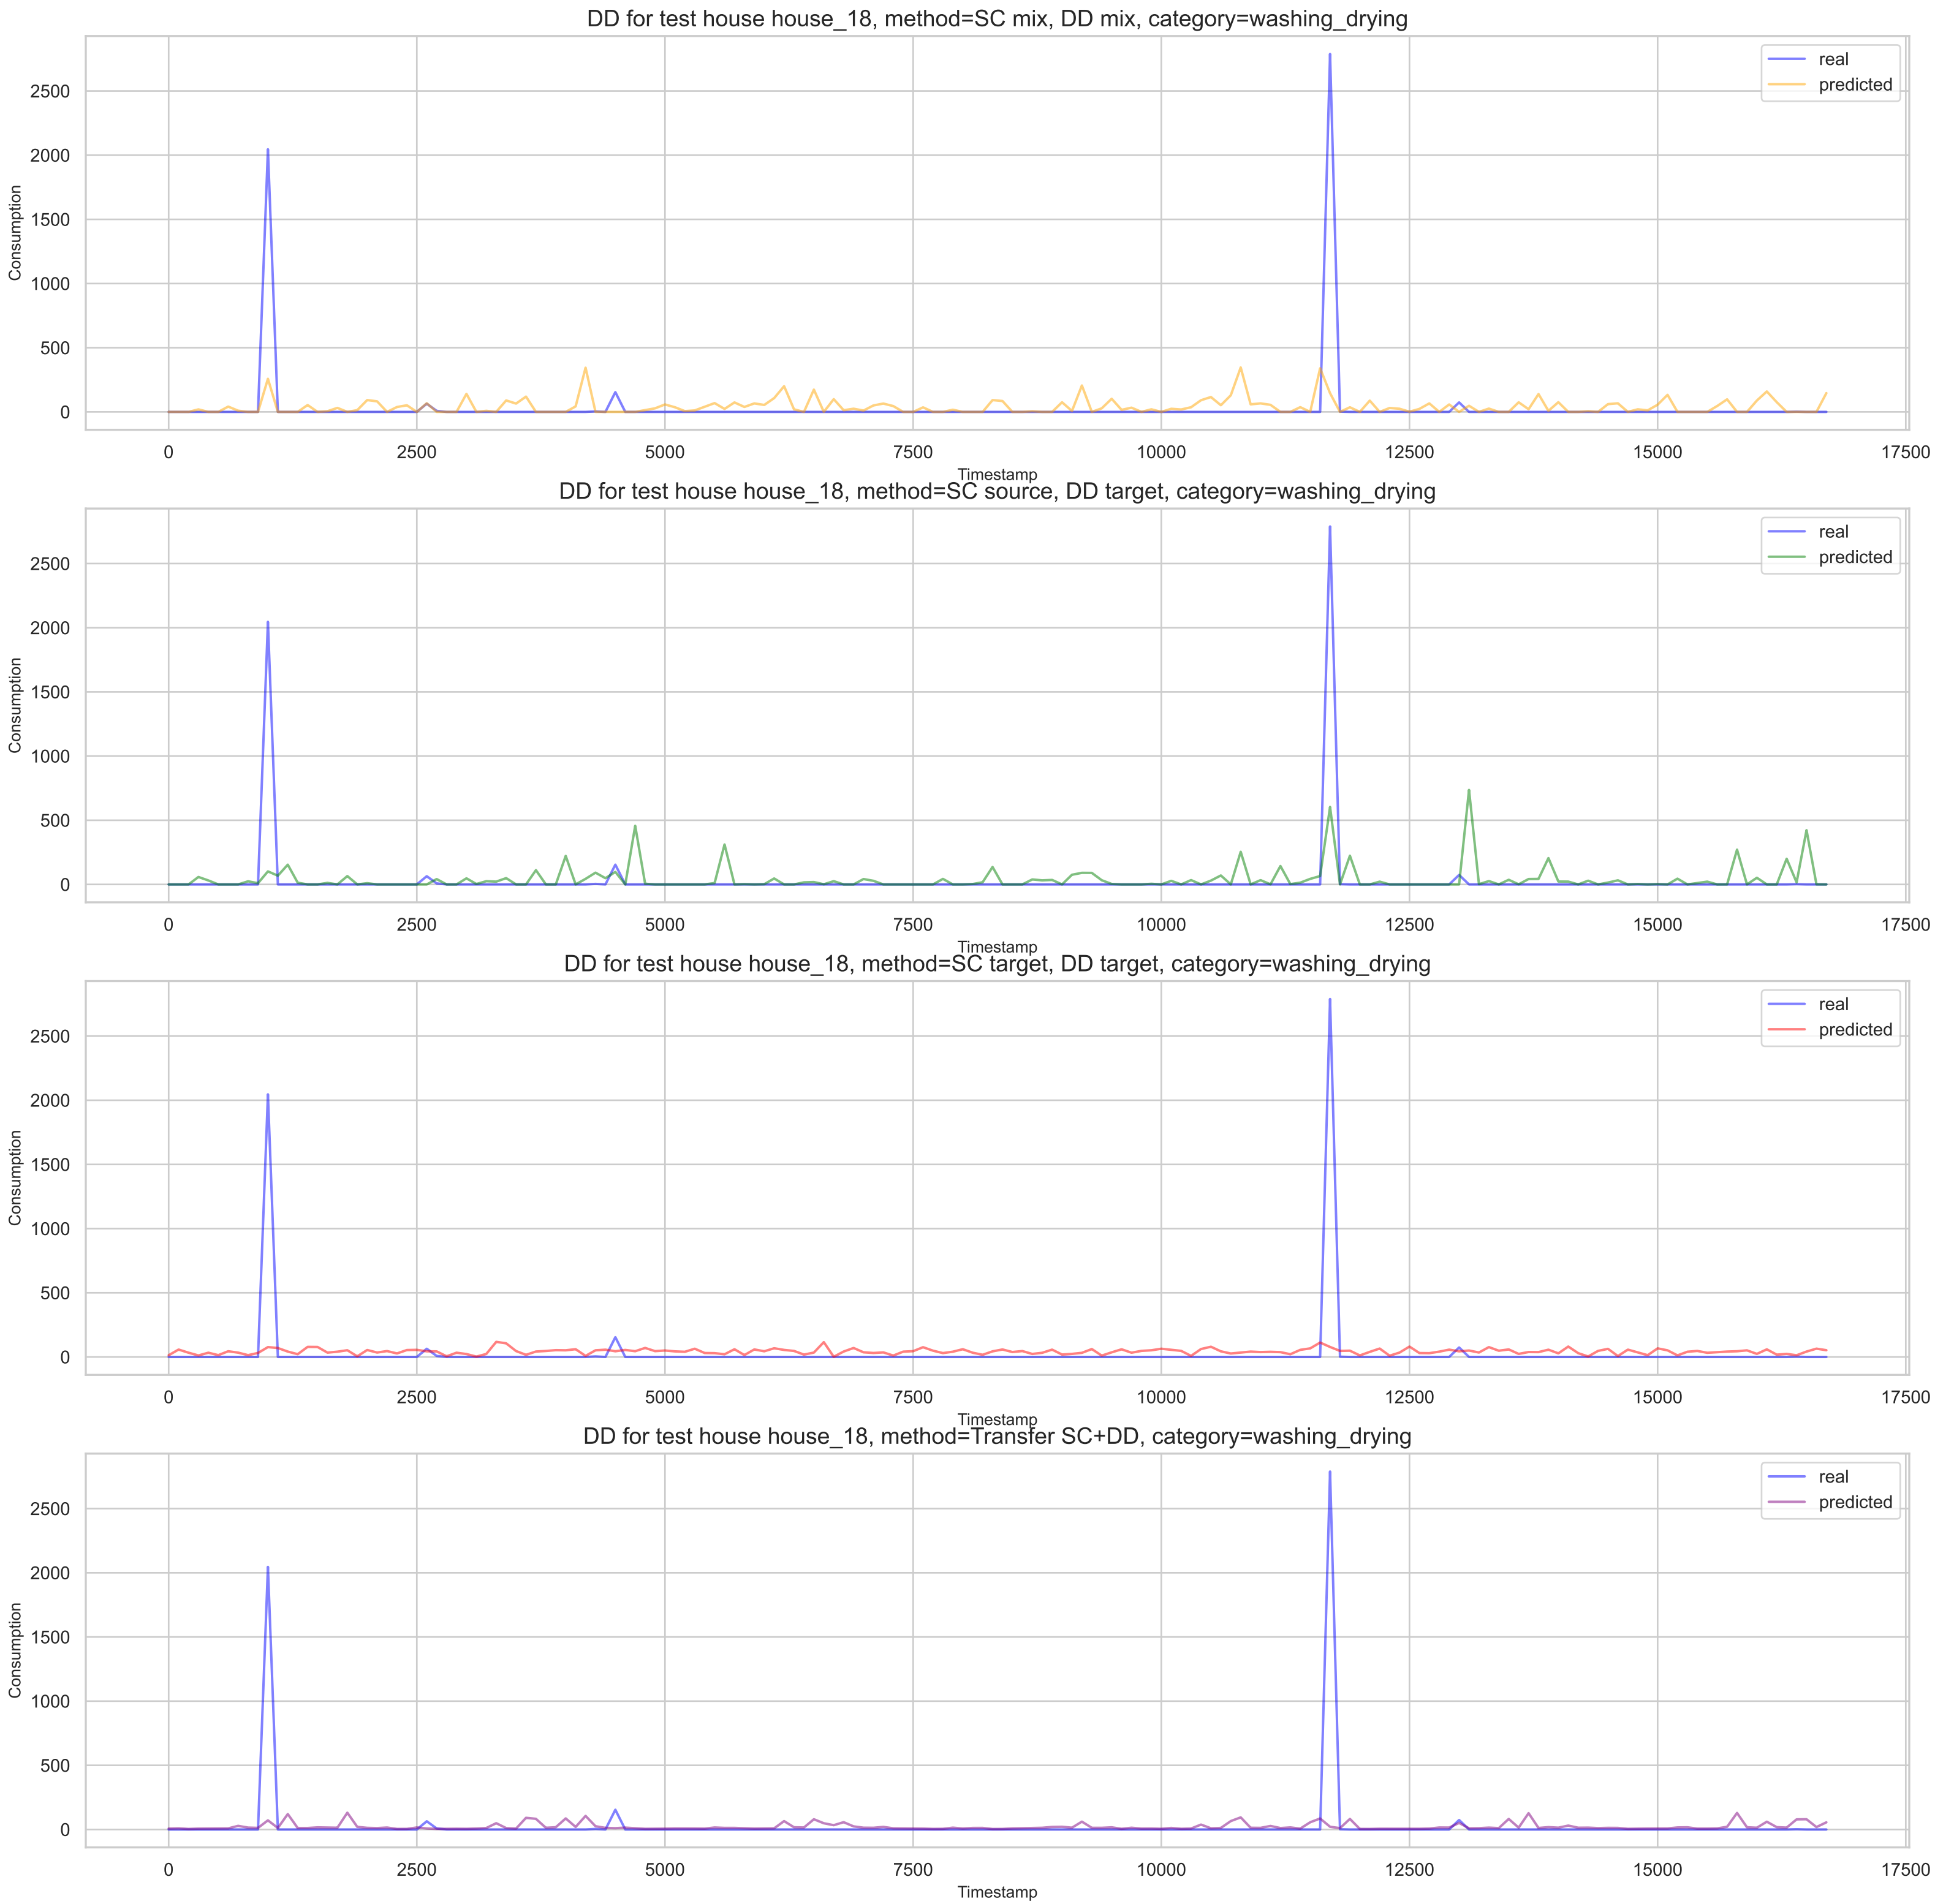 DD for test house house_18, method=SC mix, DD mix, category=washing_drying
real
predicted
2500
2000
1500
1000
500
0
Consumption
0 2500 5000 7500 10000 12500 15000 17500
Timestamp
DD for test house house_18, method=SC source, DD target, category=washing_drying
real
predicted
2500
2000
1500
1000
500
0
Consumption
0 2500 5000 7500 10000 12500 15000 17500
Timestamp
DD for test house house_18, method=SC target, DD target, category=washing_drying
real
predicted
2500
2000
1500
1000
500
0
Consumption
0 2500 5000 7500 10000 12500 15000 17500
Timestamp
DD for test house house_18, method=Transfer SC+DD, category=washing_drying
real
predicted
2500
2000
1500
1000
500
0
Consumption
0 2500 5000 7500 10000 12500 15000 17500
Timestamp